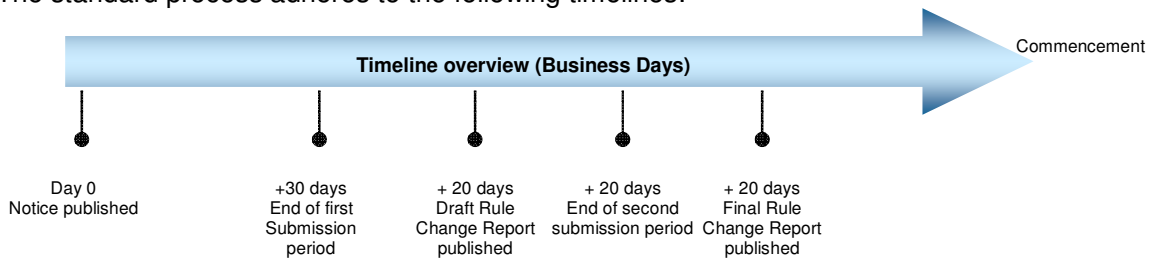 The standard process adheres to the following timelines:
Commencement
Timeline overview (Business Days)
Day 0
Notice published
+30 days
End of first
Submission
period
+ 20 days
Draft Rule
Change Report
published
+ 20 days
End of second
submission period
+ 20 days
Final Rule
Change Report
published